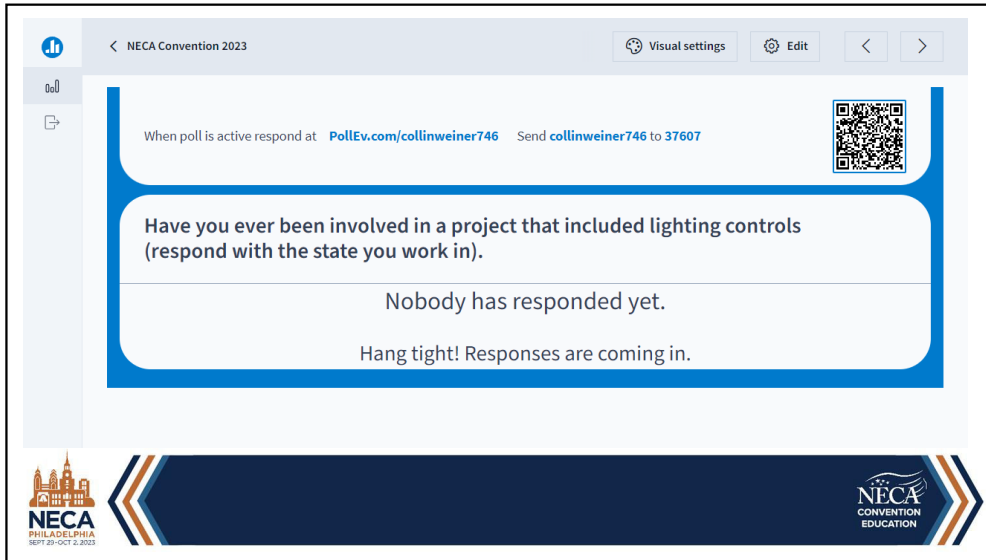 NECA Convention 2023
Visual settings
Edit
When poll is active respond at PollEv.com/collinweiner746 Send collinweiner746 to 37607
Have you ever been involved in a project that included lighting controls
(respond with the state you work in).
Nobody has responded yet.
Hang tight! Responses are coming in.
NECA
PHILADELPHIA
SEPT 29-OCT 2, 2023
NECA
CONVENTION
EDUCATION